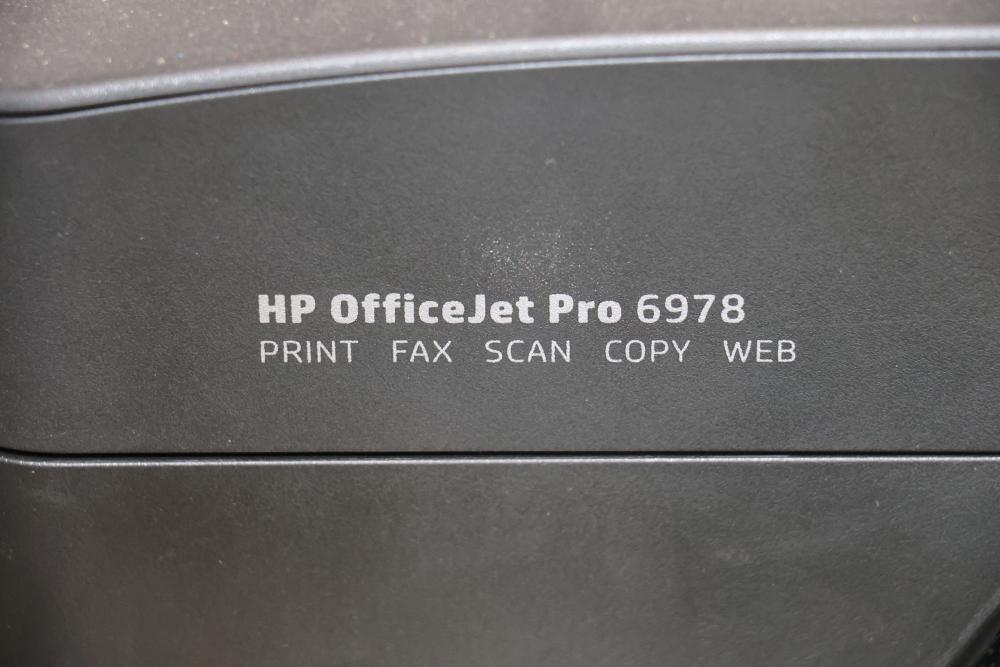 HP OfficeJet Pro 6978
PRINT FAX SCAN COPY WEB